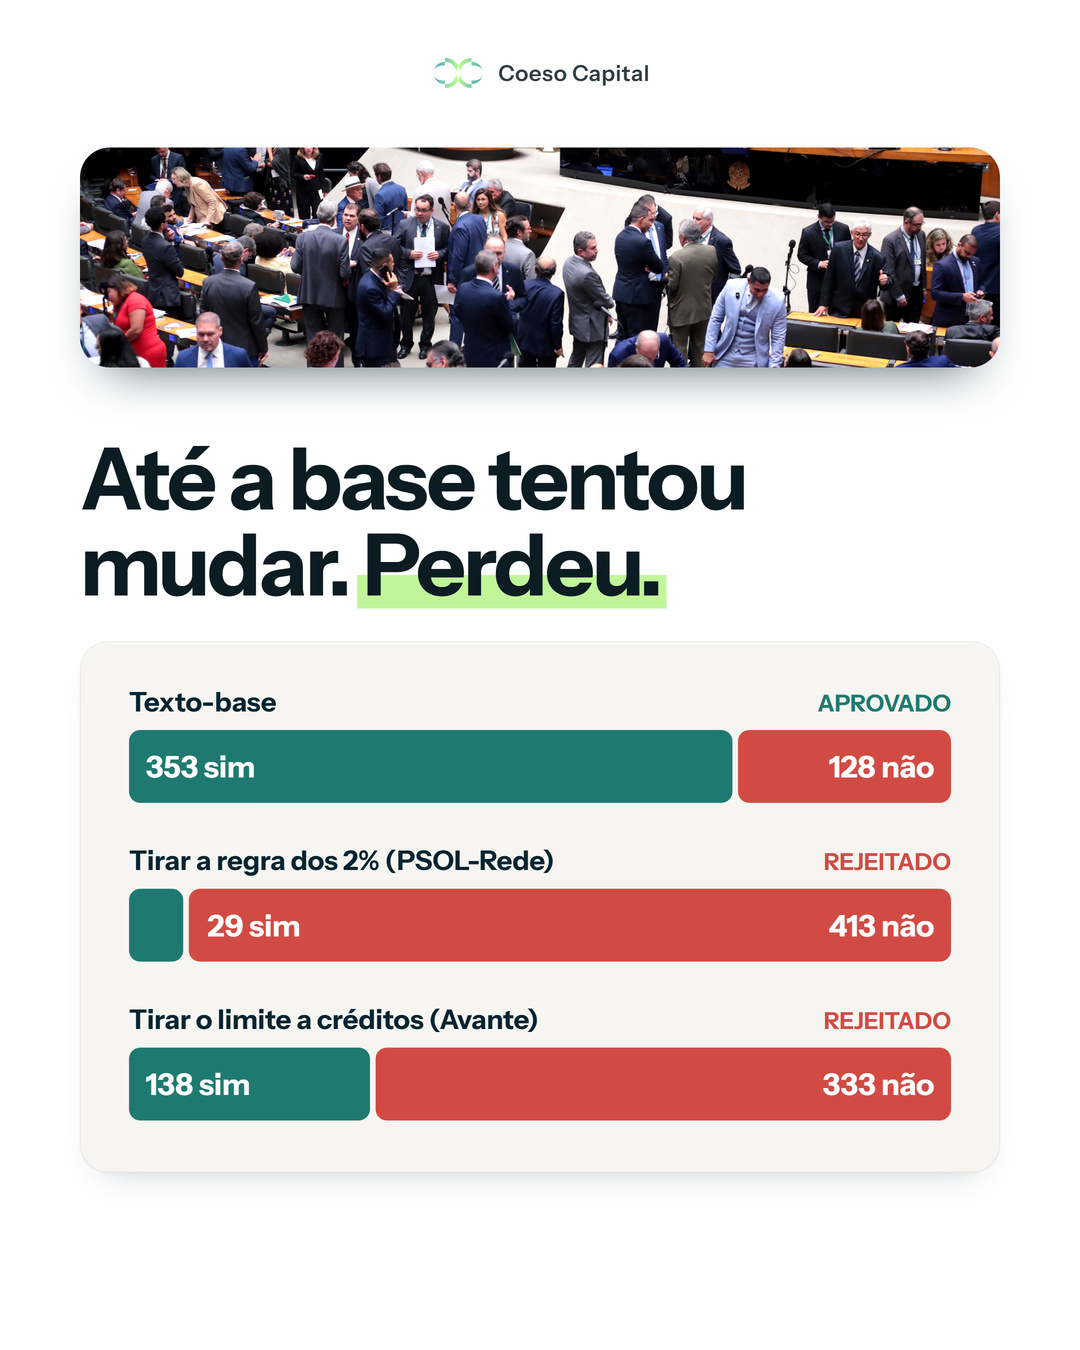 Coeso Capital
Até a base tentou
mudar. Perdeu.
Texto-base APROVADO
353 sim 128 não
Tirar a regra dos 2% (PSOL-Rede) REJEITADO
29 sim 413 não
Tirar o limite a créditos (Avante) REJEITADO
138 sim 333 não